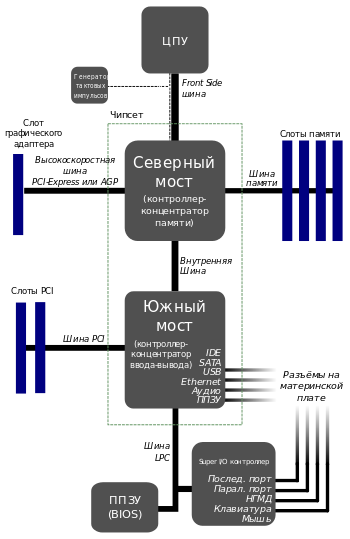 ЦПУ
Генератор
тактовых
импульсов
Front Side
шина
Чипсет
Слот
графического
адаптера
Высокоскоростная
шина
PCI-Express или AGP
Северный
мост
(контроллер-
концентратор
памяти)
Шина
памяти
Слоты памяти
Внутренняя
Шина
Слоты PCI
Шина PCI
Южный
мост
(контроллер-
концентратор
ввода-вывода)
IDE
SATA
USB
Ethernet
Аудио
ППЗУ
Разъёмы на
материнской
плате
Шина
LPC
ППЗУ
(BIOS)
Super I/O контроллер
Послед. порт
Парал. порт
НГМД
Клавиатура
Мышь